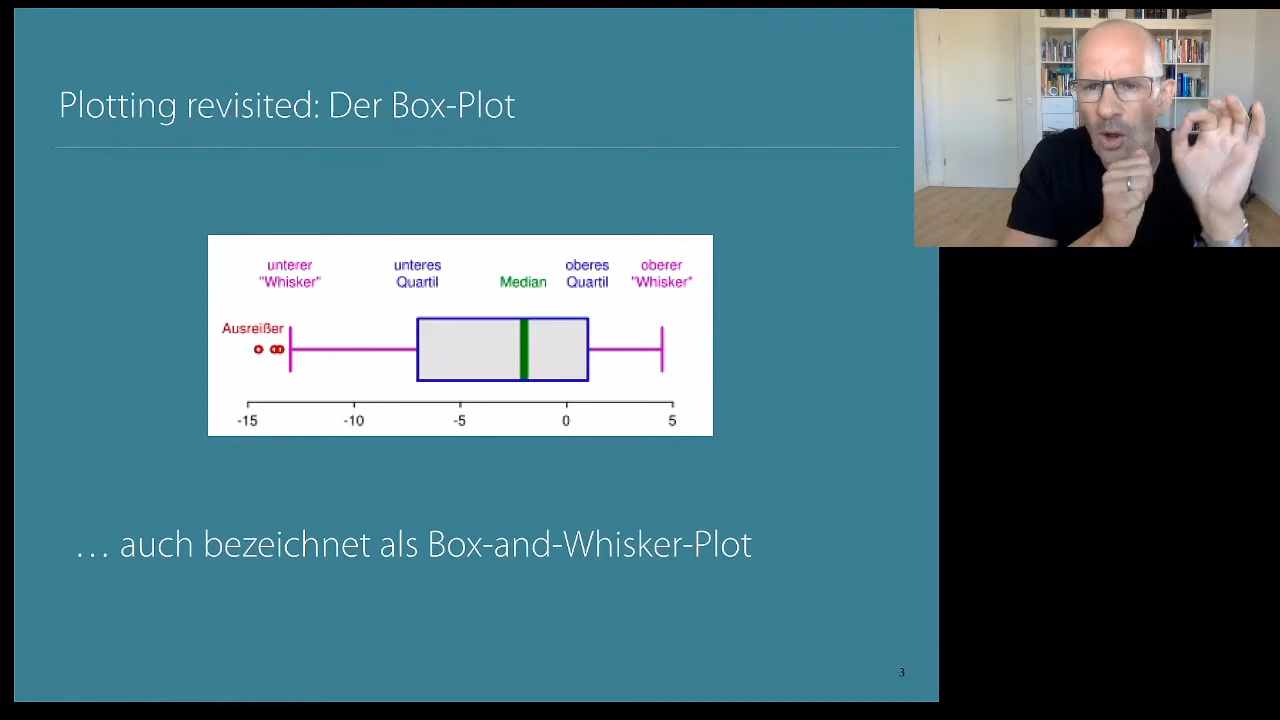 Plotting revisited: Der Box-Plot
unterer unteres oberes oberer
"Whisker" Quartil Median Quartil "Whisker"
Ausreißer
-15 -10 -5 0 5
… auch bezeichnet als Box-and-Whisker-Plot
3